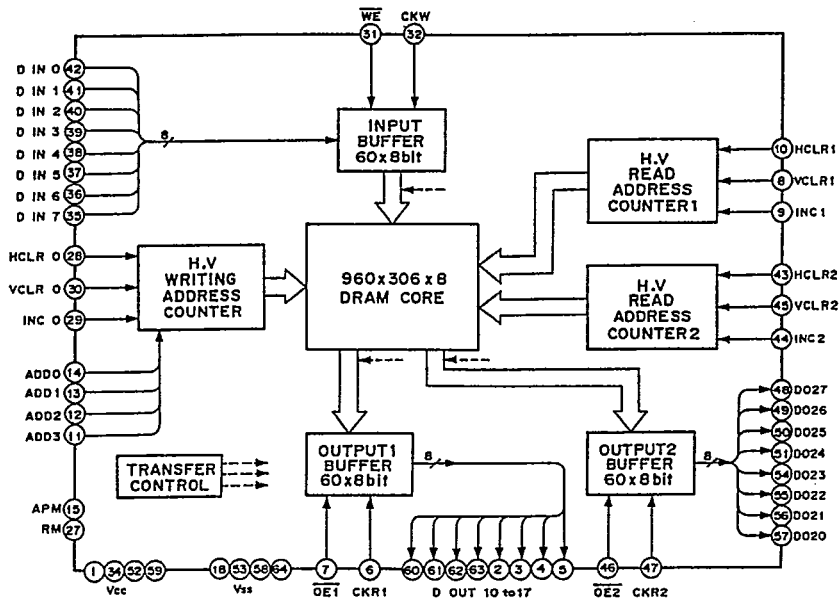 WE CKW
31 32
D IN 0 42
D IN 1 41
D IN 2 40
D IN 3 39
D IN 4 38
D IN 5 37
D IN 6 36
D IN 7 35
8
INPUT
BUFFER
60x8bit
H.V
READ
ADDRESS
COUNTER1
10 HCLR1
8 VCLR1
9 INC1
HCLR 0 28
VCLR 0 30
INC 0 29
H.V
WRITING
ADDRESS
COUNTER
960x306x8
DRAM CORE
H.V
READ
ADDRESS
COUNTER2
43 HCLR2
45 VCLR2
44 INC2
ADD0 14
ADD1 13
ADD2 12
ADD3 11
TRANSFER
CONTROL
APM 15
RM 27
OUTPUT1
BUFFER
60x8bit
8
OUTPUT2
BUFFER
60x8bit
8
48 DO27
49 DO26
50 DO25
51 DO24
54 DO23
55 DO22
56 DO21
57 DO20
1 34 52 59 18 53 58 64 7 6 60 61 62 63 2 3 4 5 46 47
Vcc Vss OE1 CKR1 D OUT 10 to 17 OE2 CKR2